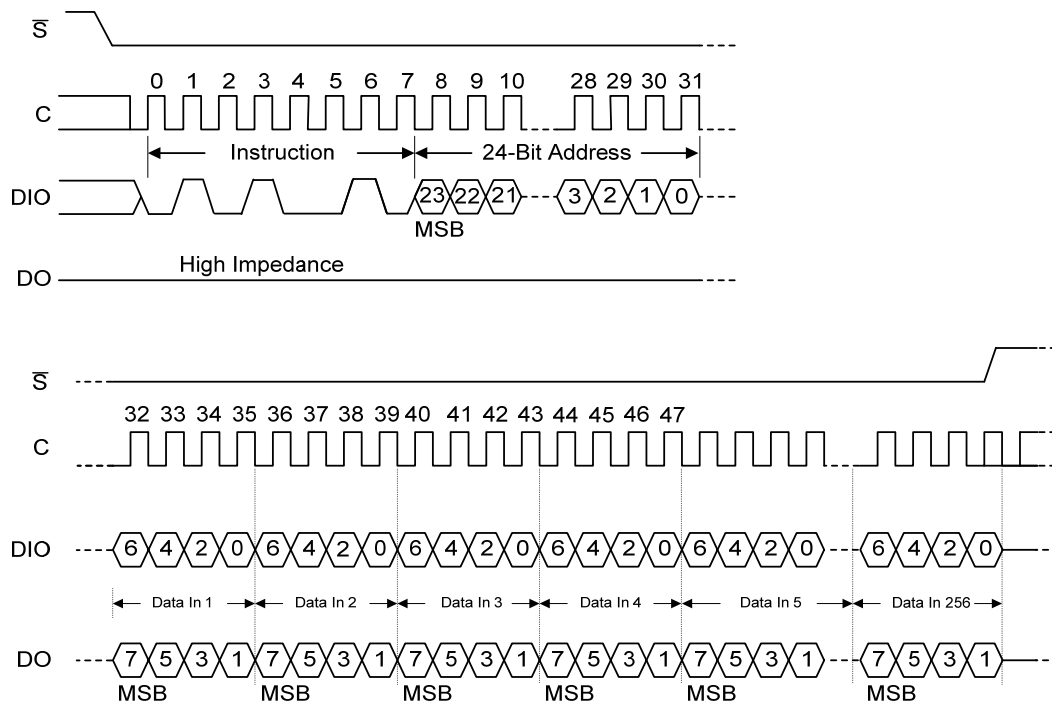 S
0 1 2 3 4 5 6 7 8 9 10 28 29 30 31
C
Instruction 24-Bit Address
DIO 23 22 21 3 2 1 0
MSB
High Impedance
DO
S
32 33 34 35 36 37 38 39 40 41 42 43 44 45 46 47
C
DIO 6 4 2 0 6 4 2 0 6 4 2 0 6 4 2 0 6 4 2 0 6 4 2 0
Data In 1 Data In 2 Data In 3 Data In 4 Data In 5 Data In 256
DO 7 5 3 1 7 5 3 1 7 5 3 1 7 5 3 1 7 5 3 1 7 5 3 1
MSB MSB MSB MSB MSB MSB